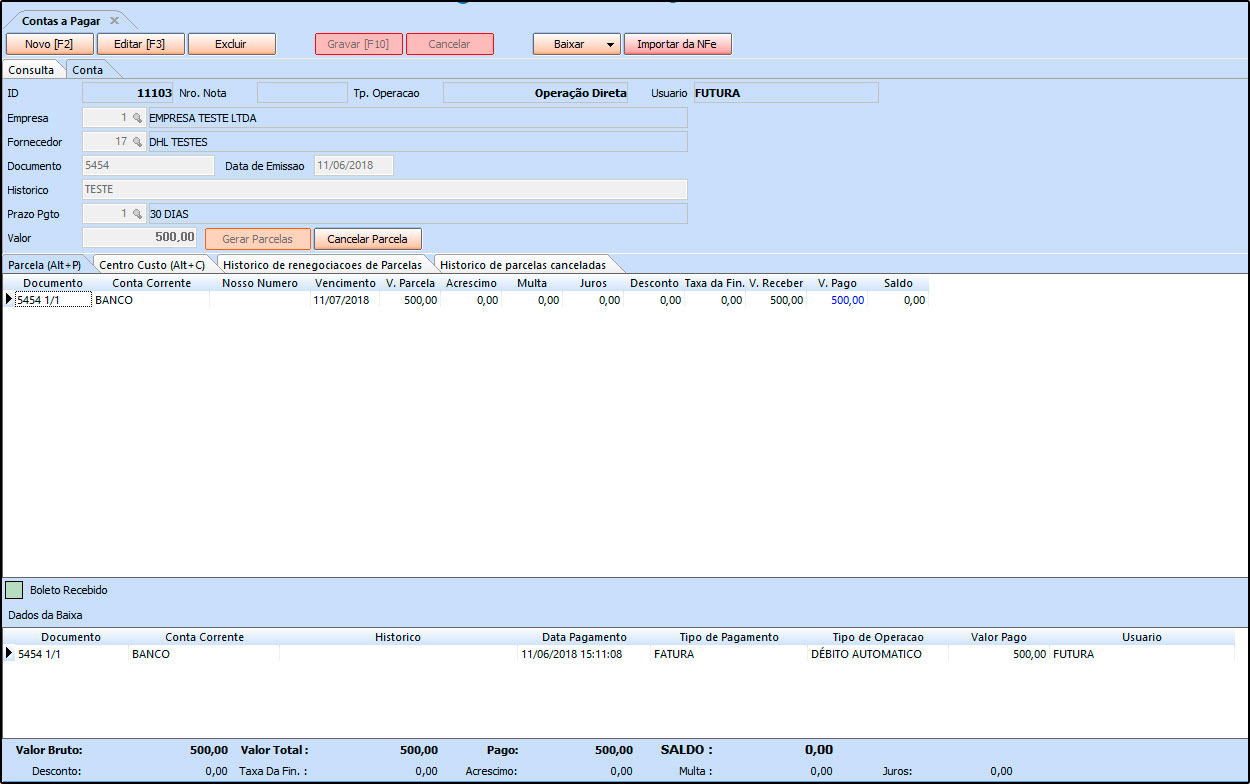 Contas a Pagar
Novo [F2] Editar [F3] Excluir Gravar [F10] Cancelar Baixar Importar da NFe
Consulta Conta
ID 11103 Nro. Nota Tp. Operacao Operação Direta Usuario FUTURA
Empresa 1 EMPRESA TESTE LTDA
Fornecedor 17 DHL TESTES
Documento 5454 Data de Emissao 11/06/2018
Historico TESTE
Prazo Pgto 1 30 DIAS
Valor 500,00 Gerar Parcelas Cancelar Parcela
Parcela (Alt+P) Centro Custo (Alt+C) Historico de renegociacoes de Parcelas Historico de parcelas canceladas
Documento Conta Corrente Nosso Numero Vencimento V. Parcela Acrescimo Multa Juros Desconto Taxa da Fin. V. Receber V. Pago Saldo
5454 1/1 BANCO 11/07/2018 500,00 0,00 0,00 0,00 0,00 0,00 500,00 500,00 0,00
Boleto Recebido
Dados da Baixa
Documento Conta Corrente Historico Data Pagamento Tipo de Pagamento Tipo de Operacao Valor Pago Usuario
5454 1/1 BANCO 11/06/2018 15:11:08 FATURA DÉBITO AUTOMATICO 500,00 FUTURA
Valor Bruto: 500,00 Valor Total : 500,00 Pago: 500,00 SALDO : 0,00
Desconto: 0,00 Taxa Da Fin. : 0,00 Acrescimo: 0,00 Multa : 0,00 Juros: 0,00